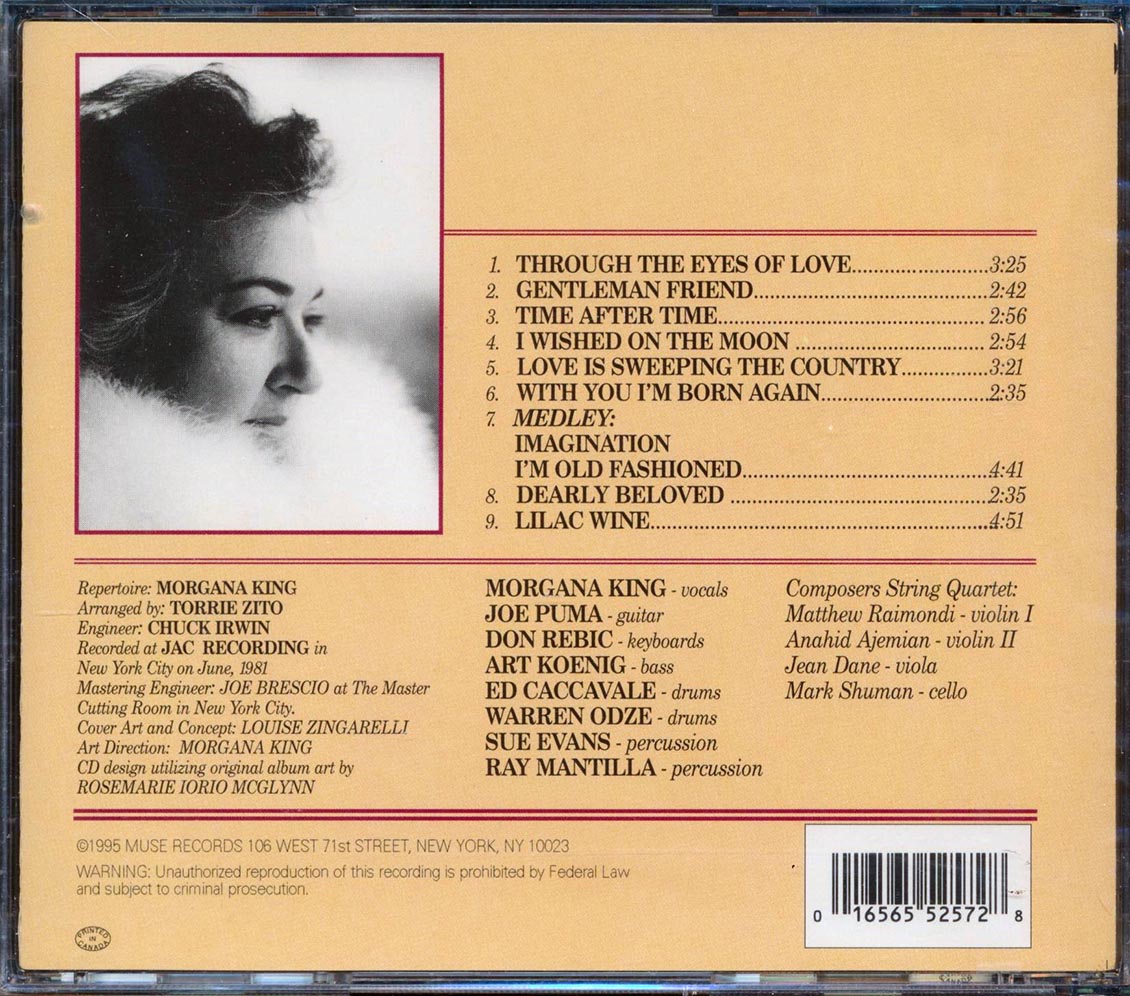 1. THROUGH THE EYES OF LOVE........................3:25
2. GENTLEMAN FRIEND........................2:42
3. TIME AFTER TIME........................2:56
4. I WISHED ON THE MOON ........................2:54
5. LOVE IS SWEEPING THE COUNTRY........................3:21
6. WITH YOU I'M BORN AGAIN........................2:35
7. MEDLEY:
IMAGINATION
I'M OLD FASHIONED........................4:41
8. DEARLY BELOVED ........................2:35
9. LILAC WINE........................4:51
Repertoire: MORGANA KING
Arranged by: TORRIE ZITO
Engineer: CHUCK IRWIN
Recorded at JAC RECORDING in
New York City on June, 1981
Mastering Engineer: JOE BRESCIO at The Master
Cutting Room in New York City.
Cover Art and Concept: LOUISE ZINGARELLI
Art Direction: MORGANA KING
CD design utilizing original album art by
ROSEMARIE IORIO MCGLYNN
MORGANA KING - vocals
JOE PUMA - guitar
DON REBIC - keyboards
ART KOENIG - bass
ED CACCAVALE - drums
WARREN ODZE - drums
SUE EVANS - percussion
RAY MANTILLA - percussion
Composers String Quartet:
Matthew Raimondi - violin I
Anahid Ajemian - violin II
Jean Dane - viola
Mark Shuman - cello
©1995 MUSE RECORDS 106 WEST 71st STREET, NEW YORK, NY 10023
WARNING: Unauthorized reproduction of this recording is prohibited by Federal Law
and subject to criminal prosecution.
PRINTED
IN
CANADA
0 16565 52572 8